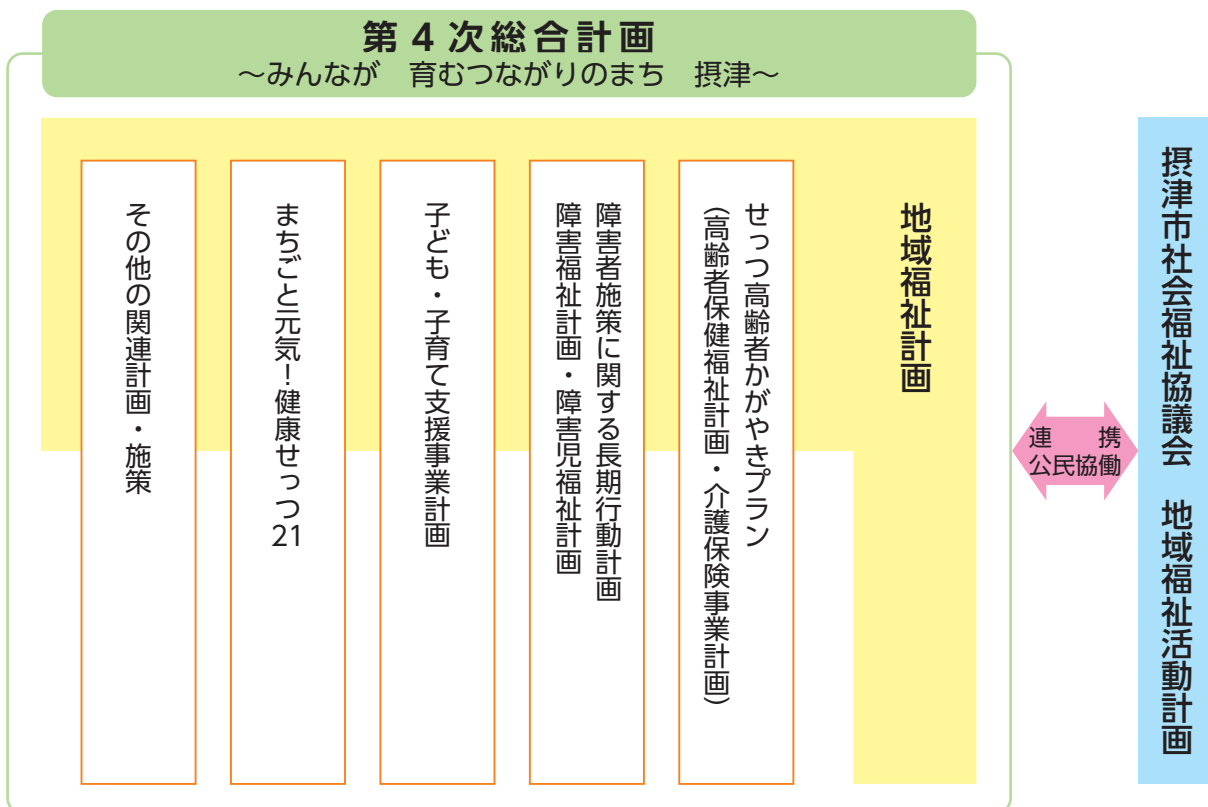 第4次総合計画
～みんなが　育むつながりのまち　摂津～
地域福祉計画
せっつ高齢者かがやきプラン
（高齢者保健福祉計画・介護保険事業計画）
障害者施策に関する長期行動計画
障害福祉計画・障害児福祉計画
子ども・子育て支援事業計画
まちごと元気！健康せっつ21
その他の関連計画・施策
連　携
公民協働
摂津市社会福祉協議会　地域福祉活動計画